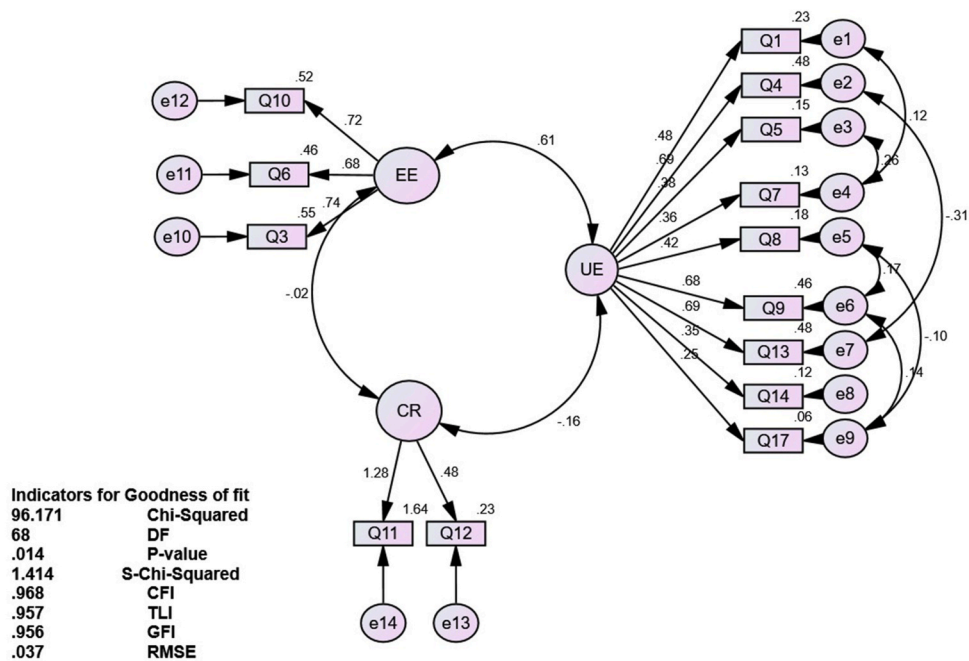 .23
Q1 e1
.48
Q4 e2
.15
Q5 e3
.12
.26
.13
Q7 e4
.18
Q8 e5
-.31
.17
.46
Q9 e6
.48
Q13 e7
-.10
.12
Q14 e8
.14
.06
Q17 e9
.48
.69
.38
.36
.42
.68
.69
.35
.25
UE
.61
.52
e12 Q10
.72
.46
e11 Q6
.68
EE
.74
.55
e10 Q3
-.02
CR
-.16
1.28 .48
1.64 .23
Q11 Q12
e14 e13
Indicators for Goodness of fit
96.171 Chi-Squared
68 DF
.014 P-value
1.414 S-Chi-Squared
.968 CFI
.957 TLI
.956 GFI
.037 RMSE